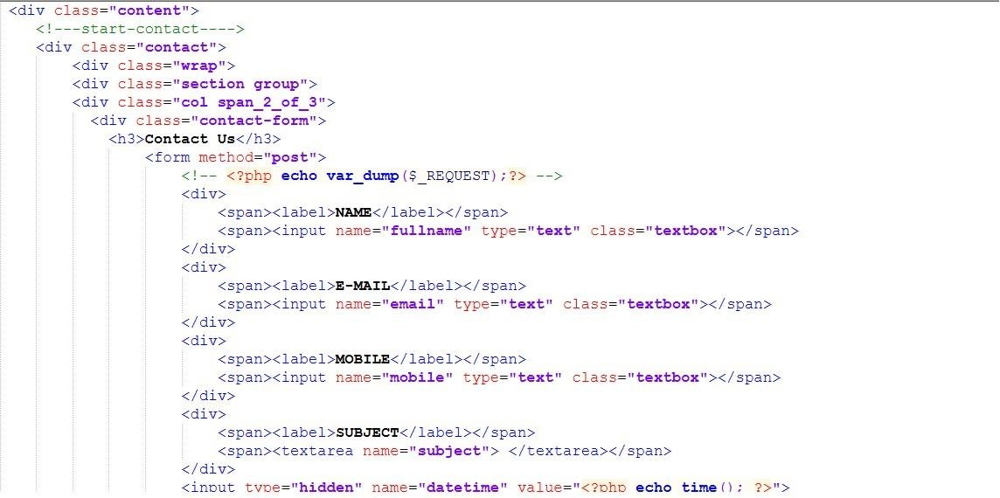 <div class="content">
<!---start-contact---->
<div class="contact">
<div class="wrap">
<div class="section group">
<div class="col span_2_of_3">
<div class="contact-form">
<h3>Contact Us</h3>
<form method="post">
<!-- <?php echo var_dump($_REQUEST);?> -->
<div>
<span><label>NAME</label></span>
<span><input name="fullname" type="text" class="textbox"></span>
</div>
<div>
<span><label>E-MAIL</label></span>
<span><input name="email" type="text" class="textbox"></span>
</div>
<div>
<span><label>MOBILE</label></span>
<span><input name="mobile" type="text" class="textbox"></span>
</div>
<div>
<span><label>SUBJECT</label></span>
<span><textarea name="subject"> </textarea></span>
</div>
<input type="hidden" name="datetime" value="<?php echo time(); ?>">